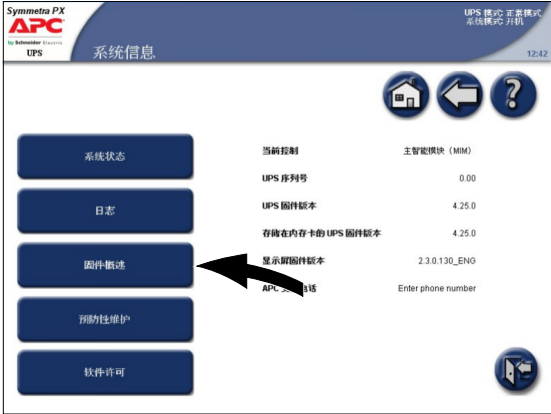 Symmetra PX
APC
by Schneider Electric
UPS
系统信息
UPS 模式 正常模式
系统模式 开机
12:42
系统状态
日志
固件概述
预防性维护
软件许可
当前控制 主智能模块（MIM）
UPS 序列号 0.00
UPS 固件版本 4.25.0
存储在内存卡的 UPS 固件版本 4.25.0
显示屏固件版本 2.3.0.130_ENG
APC 电话 Enter phone number